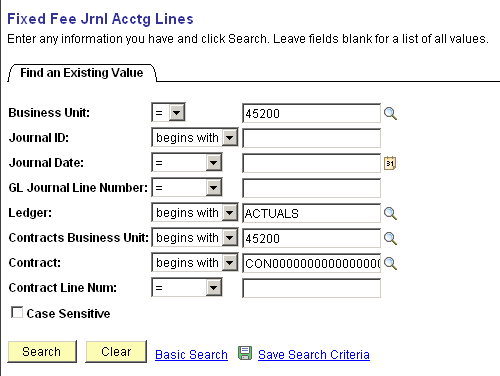 Fixed Fee Jrnl Acctg Lines
Enter any information you have and click Search. Leave fields blank for a list of all values.
Find an Existing Value
Business Unit: = 45200
Journal ID: begins with
Journal Date: = 31
GL Journal Line Number: =
Ledger: begins with ACTUALS
Contracts Business Unit: begins with 45200
Contract: begins with CON0000000000000000
Contract Line Num: =
Case Sensitive
Search Clear Basic Search Save Search Criteria